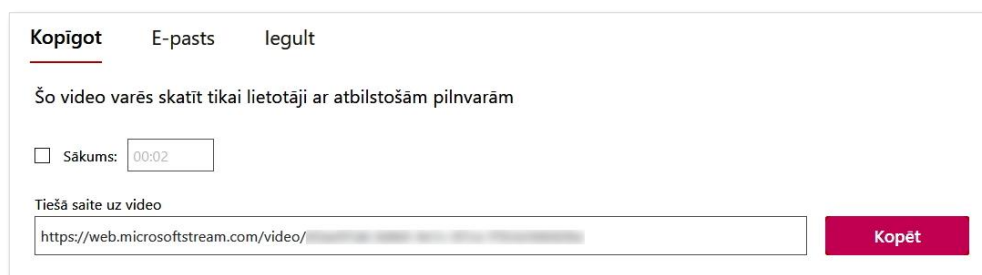 Kopīgot E-pasts Iegult
Šo video varēs skatīt tikai lietotāji ar atbilstošām pilnvarām
Sākums: 00:02
Tiešā saite uz video
https://web.microsoftstream.com/video/
Kopēt